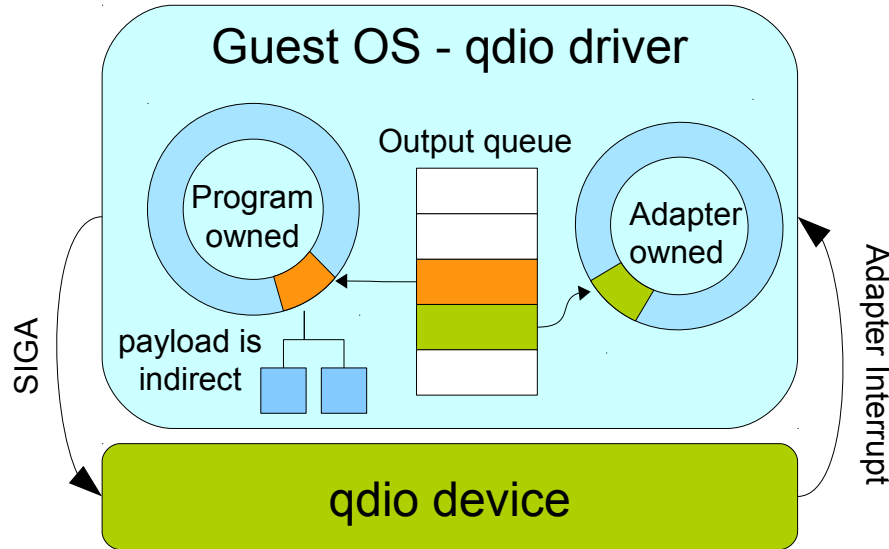 Guest OS - qdio driver
Output queue
Program
owned
Adapter
owned
payload is
indirect
SIGA
Adapter Interrupt
qdio device